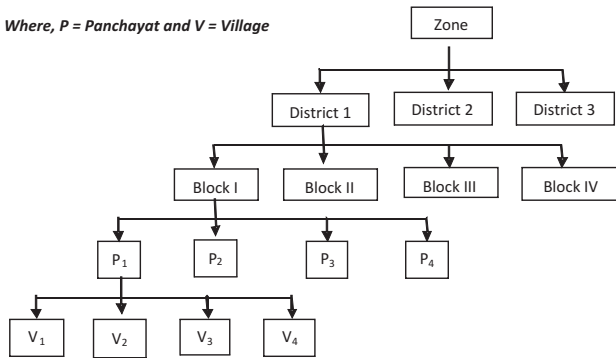 Where, P = Panchayat and V = Village
Zone
District 1
District 2
District 3
Block I
Block II
Block III
Block IV
P1
P2
P3
P4
V1
V2
V3
V4